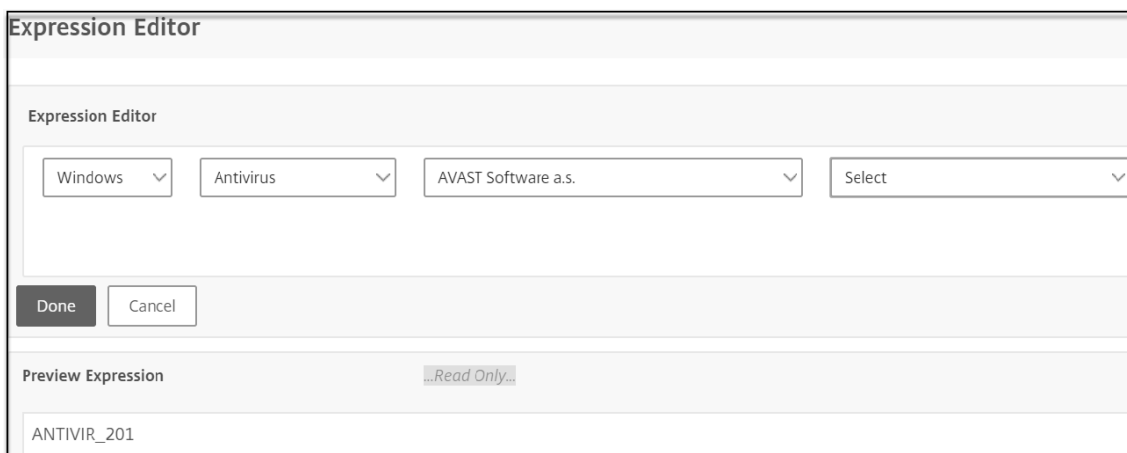 Expression Editor
Expression Editor
Windows Antivirus AVAST Software a.s. Select
Done Cancel
Preview Expression ...Read Only...
ANTIVIR_201